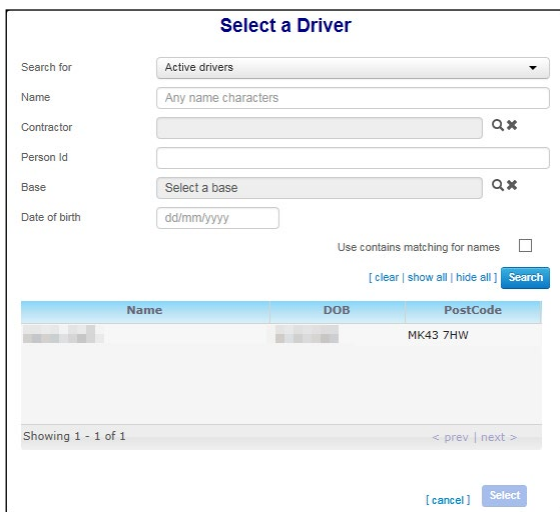 Select a Driver
Search for Active drivers
Name Any name characters
Contractor
Person Id
Base Select a base
Date of birth dd/mm/yyyy
Use contains matching for names
[ clear | show all | hide all ] Search
Name DOB PostCode
MK43 7HW
Showing 1 - 1 of 1 < prev | next >
[ cancel ] Select